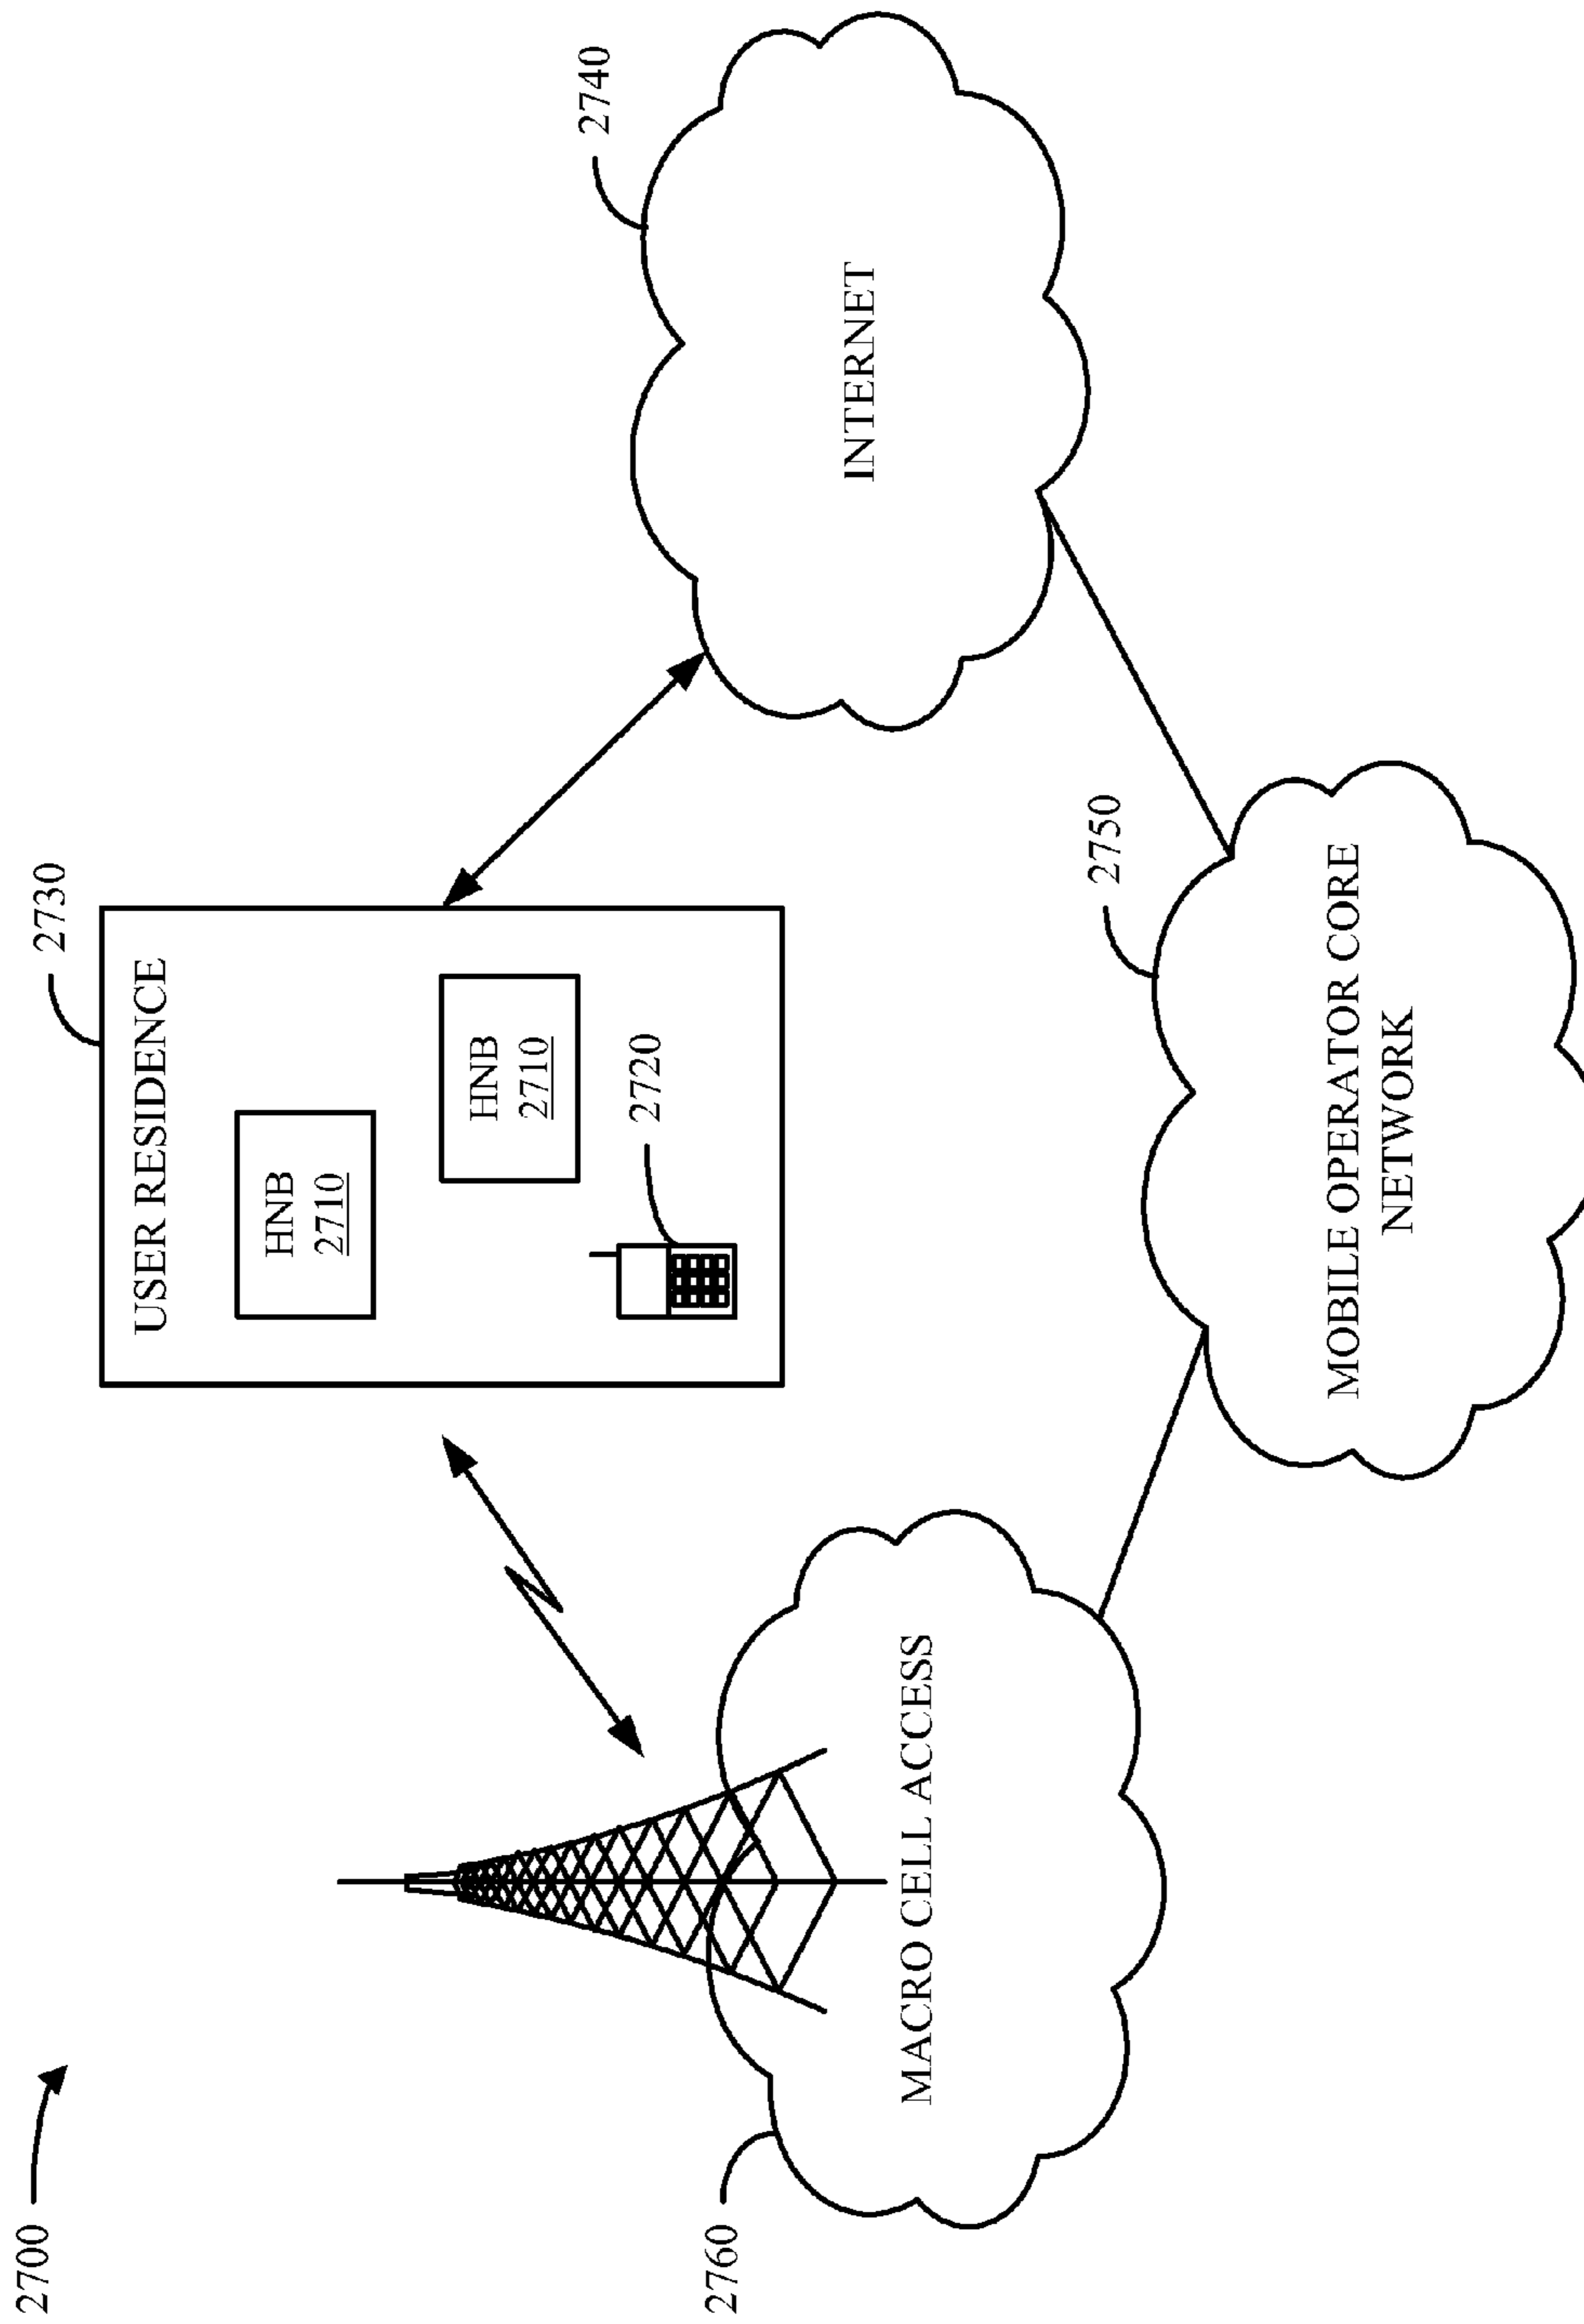 2700
2730
USER RESIDENCE
HNB
2710
HNB
2710
2720
2740
INTERNET
2760
MACRO CELL ACCESS
2750
MOBILE OPERATOR CORE
NETWORK